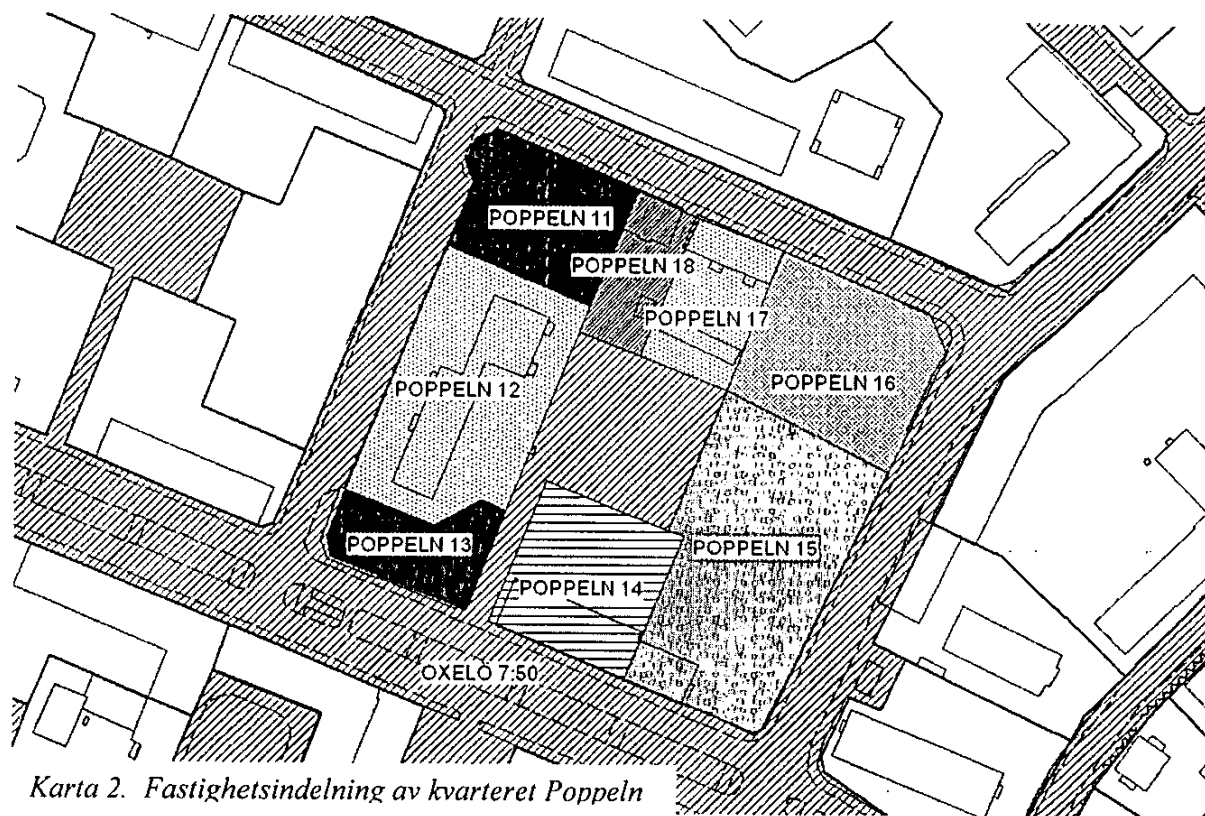 POPPELN 11
POPPELN 18
POPPELN 17
POPPELN 12
POPPELN 16
POPPELN 13
POPPELN 15
POPPELN 14
OXELÖ 7:50
Karta 2. Fastighetsindelning av kvarteret Poppeln